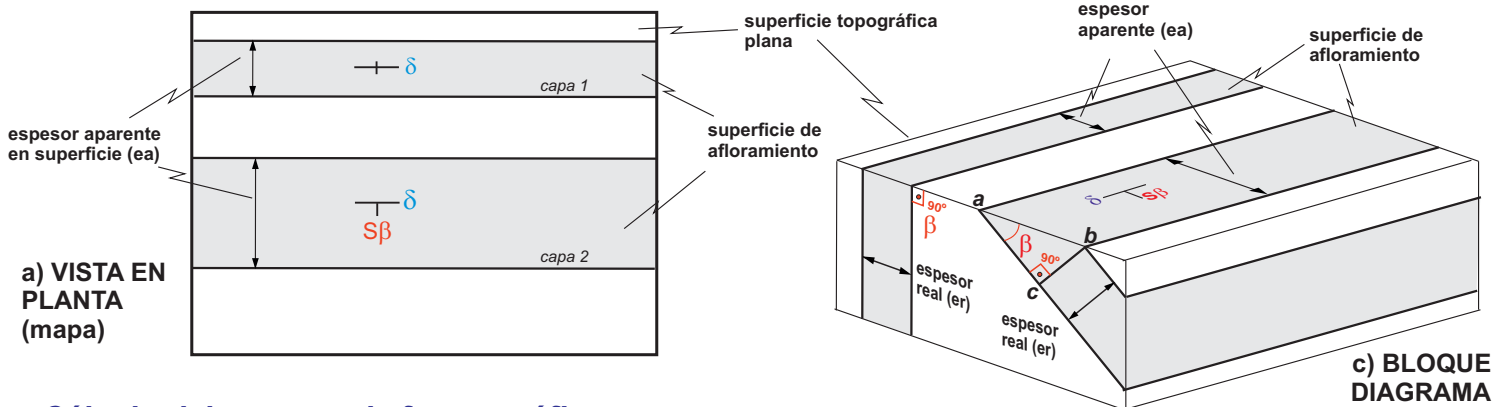 superficie topográfica
plana
δ
capa 1
espesor aparente
en superficie (ea)
superficie de
afloramiento
δ
Sβ
capa 2
a) VISTA EN
PLANTA
(mapa)
espesor
aparente (ea)
superficie de
afloramiento
δ
Sβ
a
90º
β
β
b
90º
c
espesor
real (er)
espesor
real (er)
c) BLOQUE
DIAGRAMA